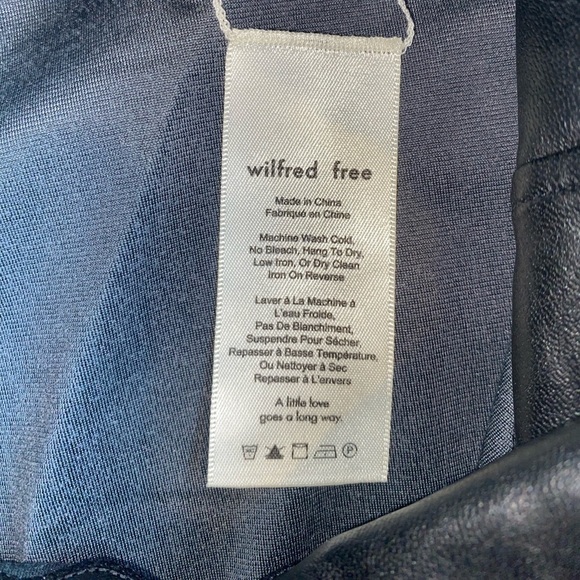 wilfred free
Made in China
Fabriqué en Chine
Machine Wash Cold,
No Bleach, Hang To Dry,
Low Iron, Or Dry Clean
Iron On Reverse
Laver à La Machine à
L'eau Froide,
Pas De Blanchiment,
Suspendre Pour Sécher,
Repasser à Basse Température,
Ou Nettoyer à Sec
Repasser à L'envers
A little love
goes a long way.
P